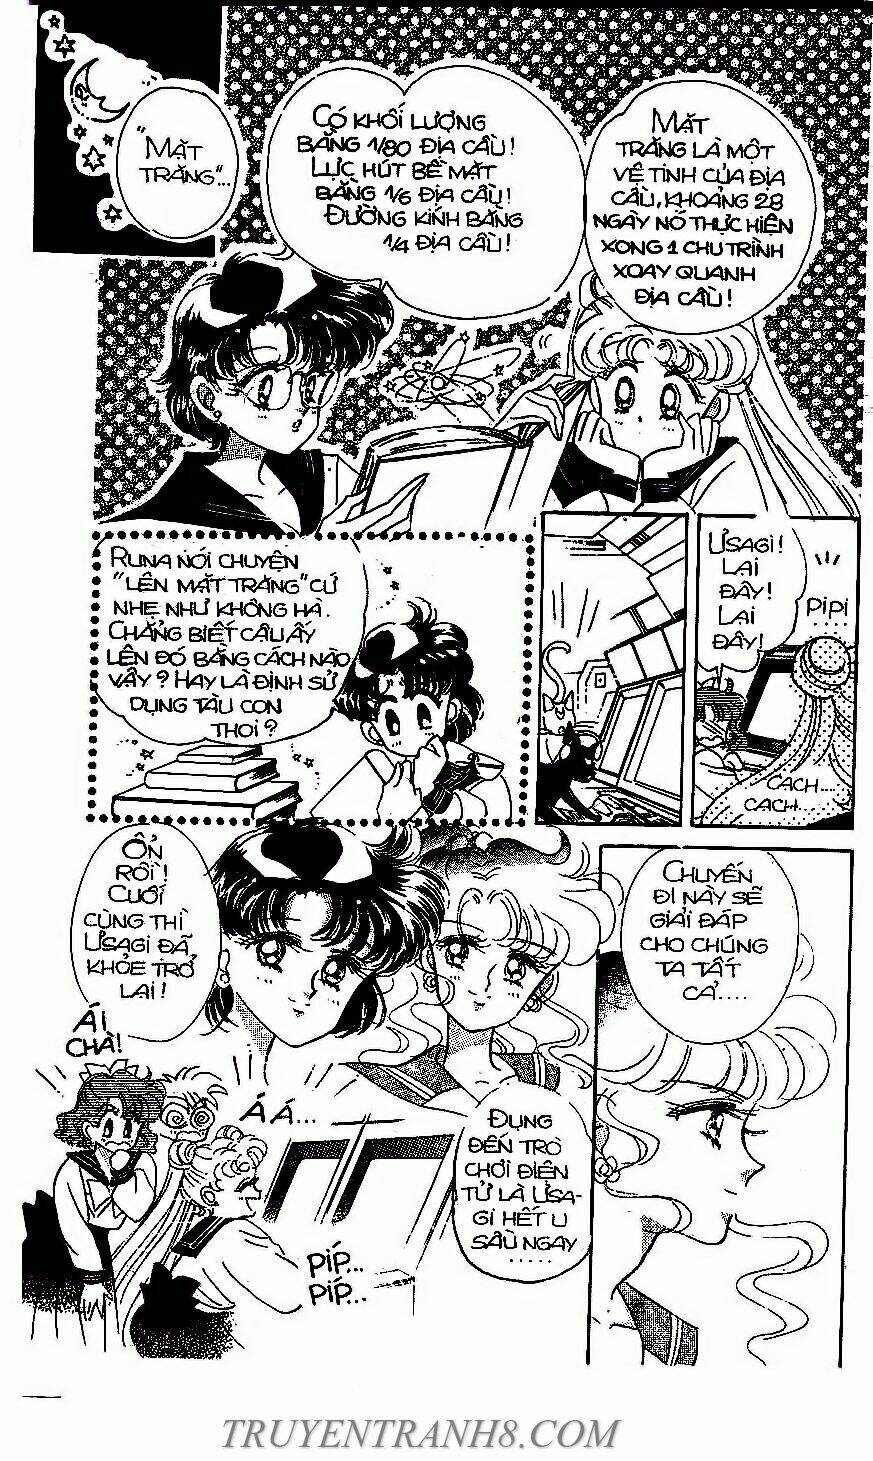 "MẶT
TRĂNG"...
CÓ KHỐI LƯỢNG
BẰNG 1/80 ĐỊA CẦU!
LỰC HÚT BỀ MẶT
BẰNG 1/6 ĐỊA CẦU!
ĐƯỜNG KÍNH BẰNG
1/4 ĐỊA CẦU!
MẶT
TRĂNG LÀ MỘT
VỆ TINH CỦA ĐỊA
CẦU, KHOẢNG 28
NGÀY NÓ THỰC HIỆN
XONG 1 CHU TRÌNH
XOAY QUANH
ĐỊA CẦU!
RUNA NÓI CHUYỆN
"LÊN MẶT TRĂNG" CỨ
NHẸ NHƯ KHÔNG HÁ.
CHẲNG BIẾT CẬU ẤY
LÊN ĐÓ BẰNG CÁCH NÀO
VẬY? HAY LÀ ĐỊNH SỬ
DỤNG TÀU CON
THOI?
ƯSAGI!
LẠI
ĐÂY!
LẠI
ĐÂY!
PIPI
.....
CẠCH....
CẠCH...
ỔN
RỒI!
CUỐI
CÙNG THÌ
ƯSAGI ĐÃ
KHỎE TRỞ
LẠI!
CHUYẾN
ĐI NÀY SẼ
GIẢI ĐÁP
CHO CHÚNG
TA TẤT
CẢ....
ÁI
CHÀ!
Á Á...
ĐỤNG
ĐẾN TRÒ
CHƠI ĐIỆN
TỬ LÀ ƯSA-
GI HẾT U
SẦU NGAY
.....
PÍP...
PÍP...
TRUYENTRANH8.COM